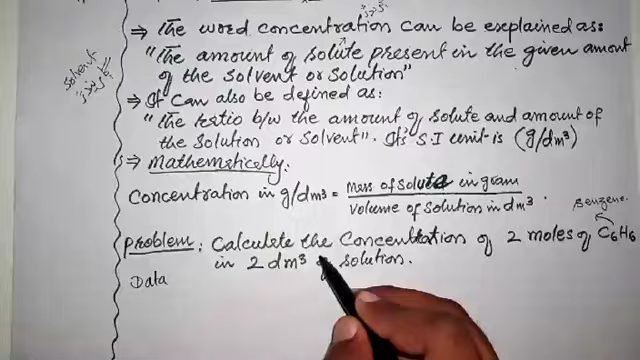 ⇒ The word concentration can be explained as:
"The amount of solute present in the given amont
of the solvent or solution"
⇒ It can also be defined as:
"The ratio b/w the amount of solute and amount of
the solution or solvent". It's S.I unit is (g/dm³)
⇒ Mathemetically:
Concentration in g/dm³ = Mass of solute in gram
Volume of solution in dm³.
Benzene.
Problem: Calculate the Concentration of 2 moles of C6H6
in 2 dm³ of solution.
Data
solvent